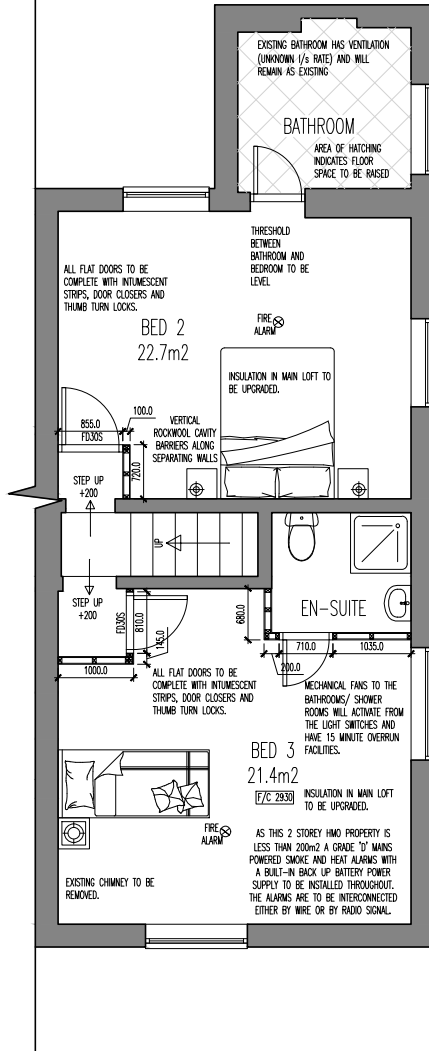 EXISTING BATHROOM HAS VENTILATION
(UNKNOWN l/s RATE) AND WILL
REMAIN AS EXISTING
BATHROOM
AREA OF HATCHING
INDICATES FLOOR
SPACE TO BE RAISED
THRESHOLD
BETWEEN
BATHROOM AND
BEDROOM TO BE
LEVEL
ALL FLAT DOORS TO BE
COMPLETE WITH INTUMESCENT
STRIPS, DOOR CLOSERS AND
THUMB TURN LOCKS.
FIRE
ALARM
BED 2
22.7m2
INSULATION IN MAIN LOFT TO
BE UPGRADED.
855.0
100.0
FD30S
VERTICAL
ROCKWOOL CAVITY
BARRIERS ALONG
SEPARATING WALLS
720.0
STEP UP
+200
UP
STEP UP
+200
FD30S
810.0
145.0
1000.0
680.0
EN-SUITE
710.0
1035.0
200.0
ALL FLAT DOORS TO BE
COMPLETE WITH INTUMESCENT
STRIPS, DOOR CLOSERS AND
THUMB TURN LOCKS.
MECHANICAL FANS TO THE
BATHROOMS/ SHOWER
ROOMS WILL ACTIVATE FROM
THE LIGHT SWITCHES AND
HAVE 15 MINUTE OVERRUN
FACILITIES.
BED 3
21.4m2
F/C 2930
INSULATION IN MAIN LOFT
TO BE UPGRADED.
FIRE
ALARM
AS THIS 2 STOREY HMO PROPERTY IS
LESS THAN 200m2 A GRADE 'D' MAINS
POWERED SMOKE AND HEAT ALARMS WITH
A BUILT-IN BACK UP BATTERY POWER
SUPPLY TO BE INSTALLED THROUGHOUT.
THE ALARMS ARE TO BE INTERCONNECTED
EITHER BY WIRE OR BY RADIO SIGNAL.
EXISTING CHIMNEY TO BE
REMOVED.